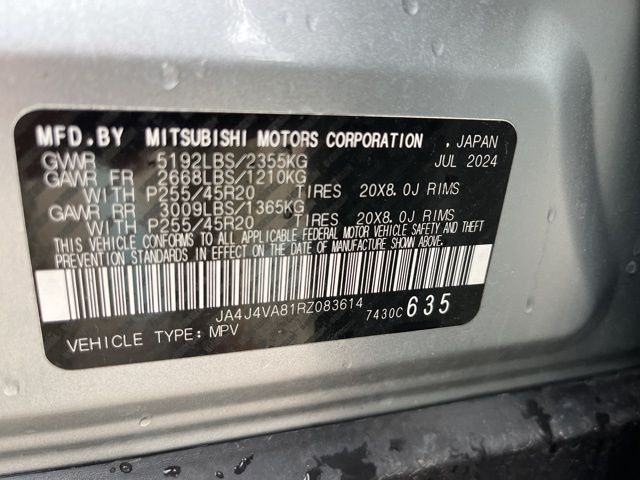 MFD.BY MITSUBISHI MOTORS CORPORATION , JAPAN
GVWR 5192LBS/2355KG JUL 2024
GAWR FR 2668LBS/1210KG
WITH P255/45R20 TIRES 20X8.0J RIMS
GAWR RR 3009LBS/1365KG
WITH P255/45R20 TIRES 20X8.0J RIMS
THIS VEHICLE CONFORMS TO ALL APPLICABLE FEDERAL MOTOR VEHICLE SAFETY AND THEFT
PREVENTION STANDARDS IN EFFECT ON THE DATE OF MANUFACTURE SHOWN ABOVE.
JA4J4VA81RZ083614 7430C 635
VEHICLE TYPE: MPV